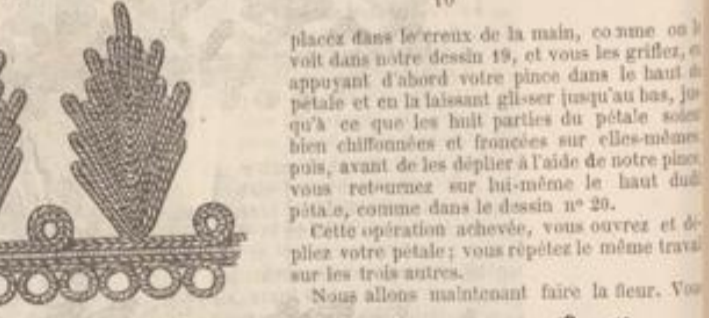 placez dans le creux de la main, comme on
voit dans notre dessin 19, et vous les griffez,
appuyant d'abord votre pince dans le haut
pétale et en la laissant glisser jusqu'au bas, jus
qu'à ce que les huit parties du pétale soient
bien chiffonnées et froncées sur elles-mêmes
puis, avant de les déplier à l'aide de notre pince
vous retournez sur lui-même le haut dud
pétale, comme dans le dessin nº 20.
Cette opération achevée, vous ouvrez et dé-
pliez votre pétale; vous répétez le même travai
sur les trois autres.
Nous allons maintenant faire la fleur. Vou